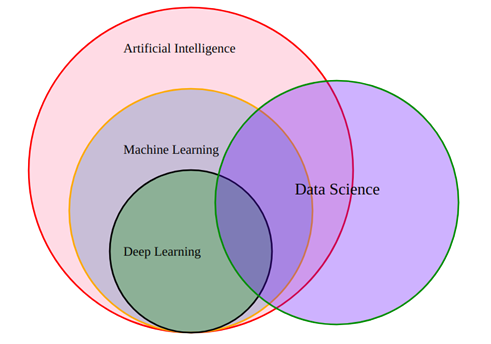 Artificial Intelligence
Machine Learning
Data Science
Deep Learning